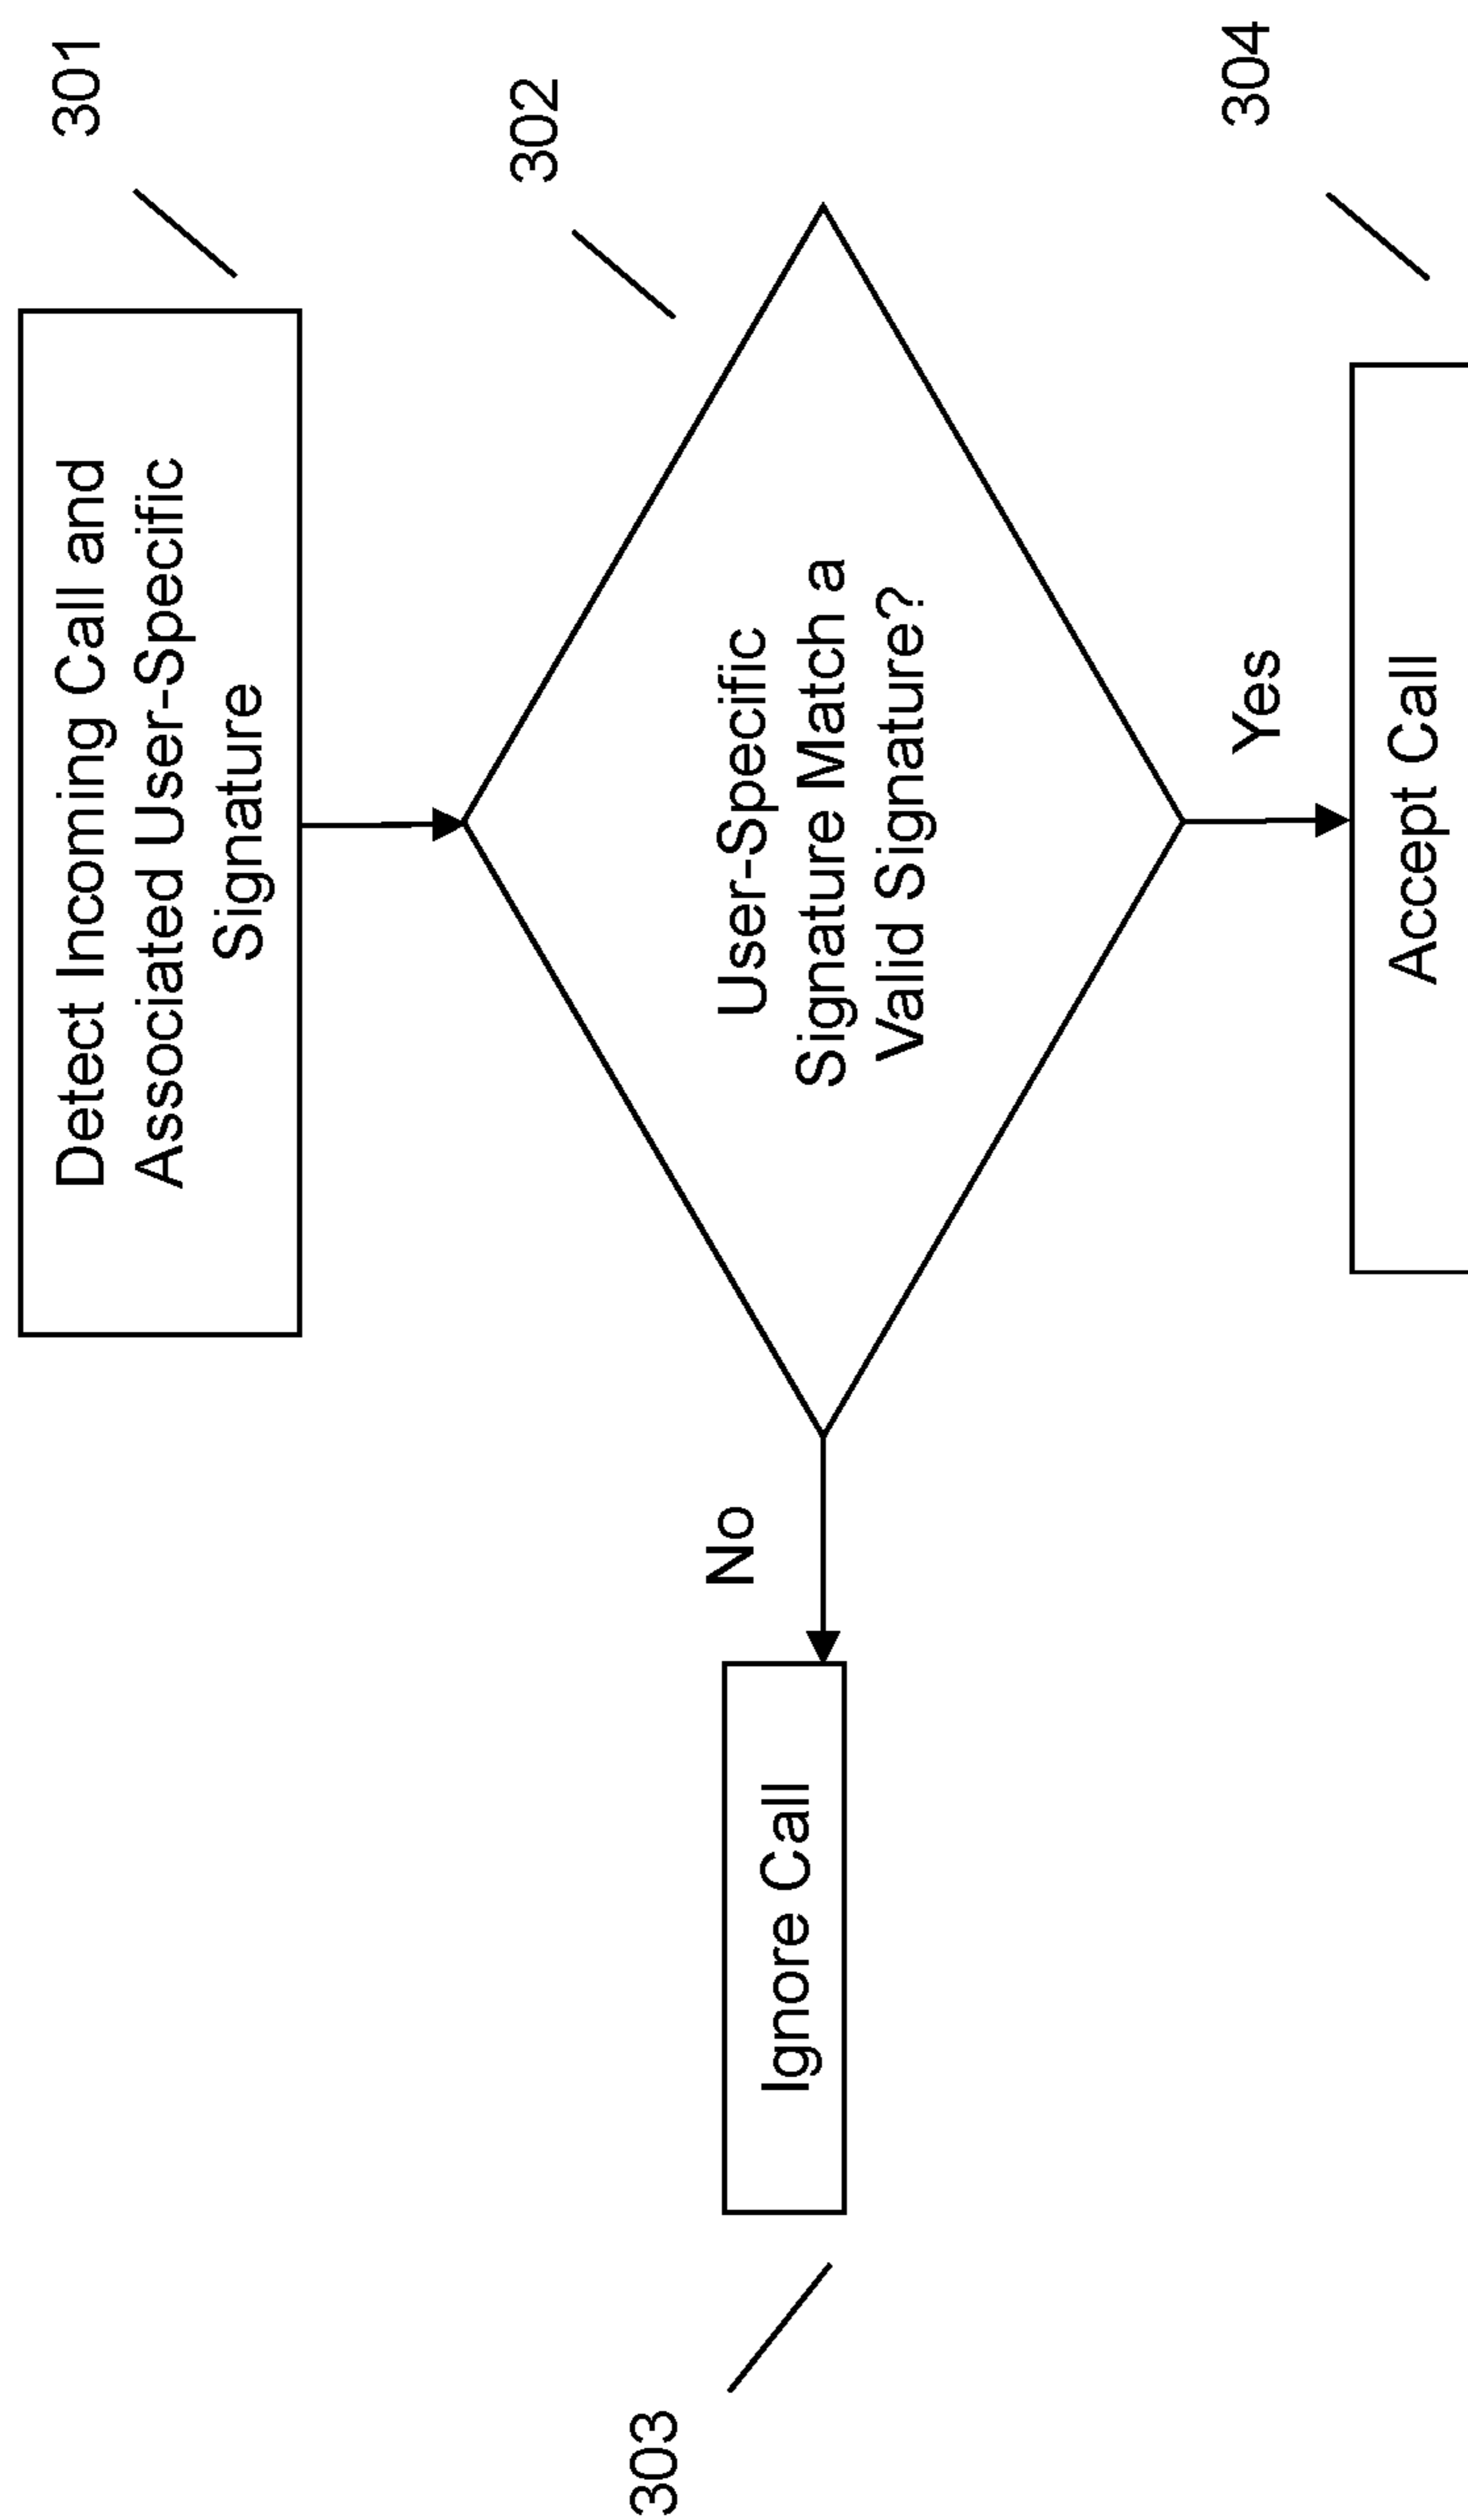 301
Detect Incoming Call and
Associated User-Specific
Signature
302
User-Specific
Signature Match a
Valid Signature?
No
303
Ignore Call
Yes
304
Accept Call